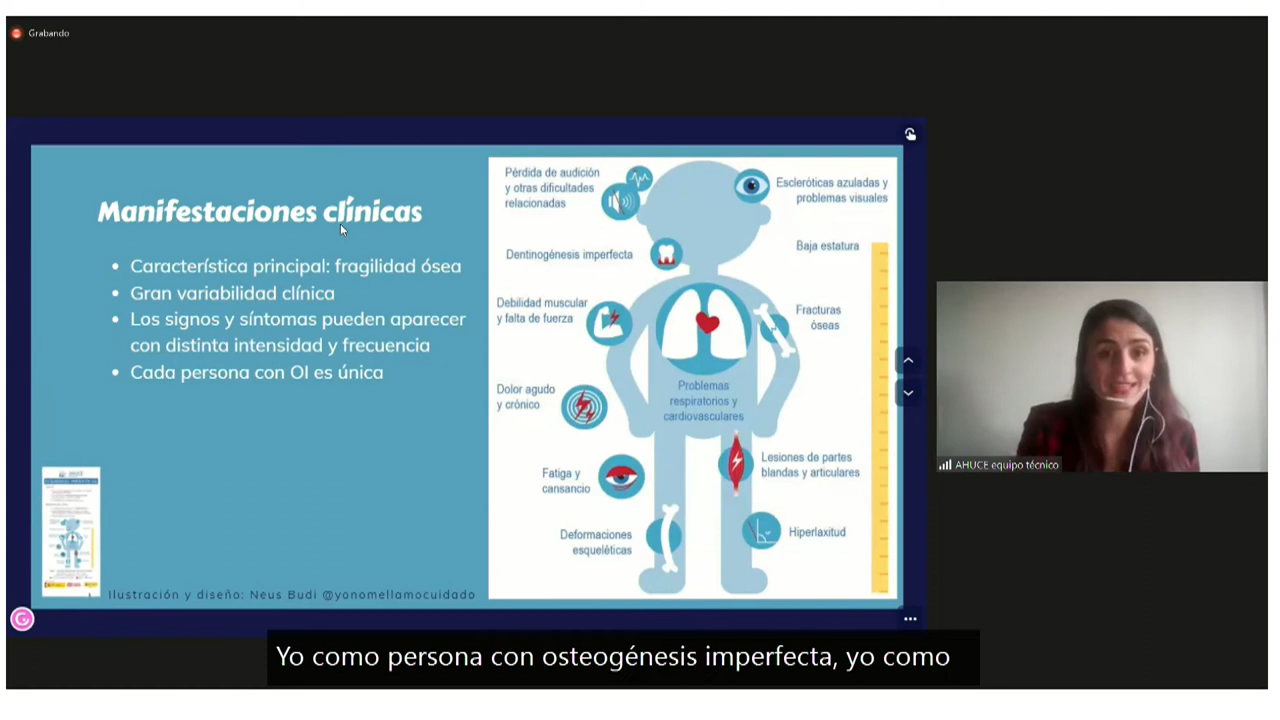 Grabando
Manifestaciones clínicas
Característica principal: fragilidad ósea
Gran variabilidad clínica
Los signos y síntomas pueden aparecer
con distinta intensidad y frecuencia
Cada persona con OI es única
Ilustración y diseño: Neus Budi @yonomellamocuidado
Pérdida de audición
y otras dificultades
relacionadas
Escleróticas azuladas y
problemas visuales
Dentinogénesis imperfecta
Baja estatura
Debilidad muscular
y falta de fuerza
Fracturas
óseas
Problemas
respiratorios y
cardiovasculares
Dolor agudo
y crónico
Lesiones de partes
blandas y articulares
Fatiga y
cansancio
Deformaciones
esqueléticas
Hiperlaxitud
AHUCE equipo técnico
Yo como persona con osteogénesis imperfecta, yo como